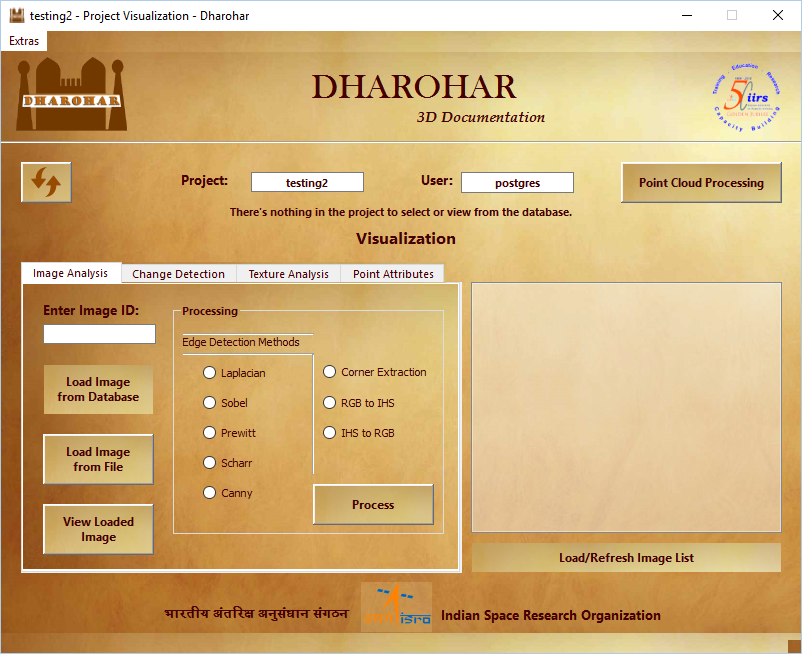 testing2 - Project Visualization - Dharohar
Extras
DHAROHAR
DHAROHAR
3D Documentation
Training Education Research
5 iirs
Capacity Building
Project: testing2 User: postgres
Point Cloud Processing
There's nothing in the project to select or view from the database.
Visualization
Image Analysis Change Detection Texture Analysis Point Attributes
Enter Image ID:
Load Image
from Database
Load Image
from File
View Loaded
Image
Processing
Edge Detection Methods
Laplacian
Sobel
Prewitt
Scharr
Canny
Corner Extraction
RGB to IHS
IHS to RGB
Process
Load/Refresh Image List
भारतीय अंतरिक्ष अनुसंधान संगठन
isro
Indian Space Research Organization